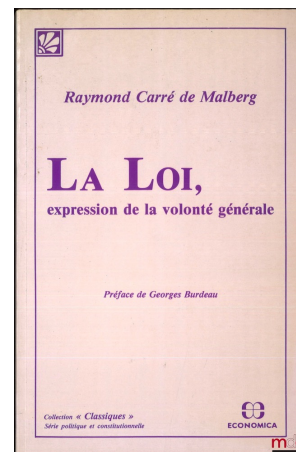 Raymond Carré de Malberg
LA LOI,
expression de la volonté générale
Préface de Georges Burdeau
Collection « Classiques »
Série politique et constitutionnelle
ECONOMICA